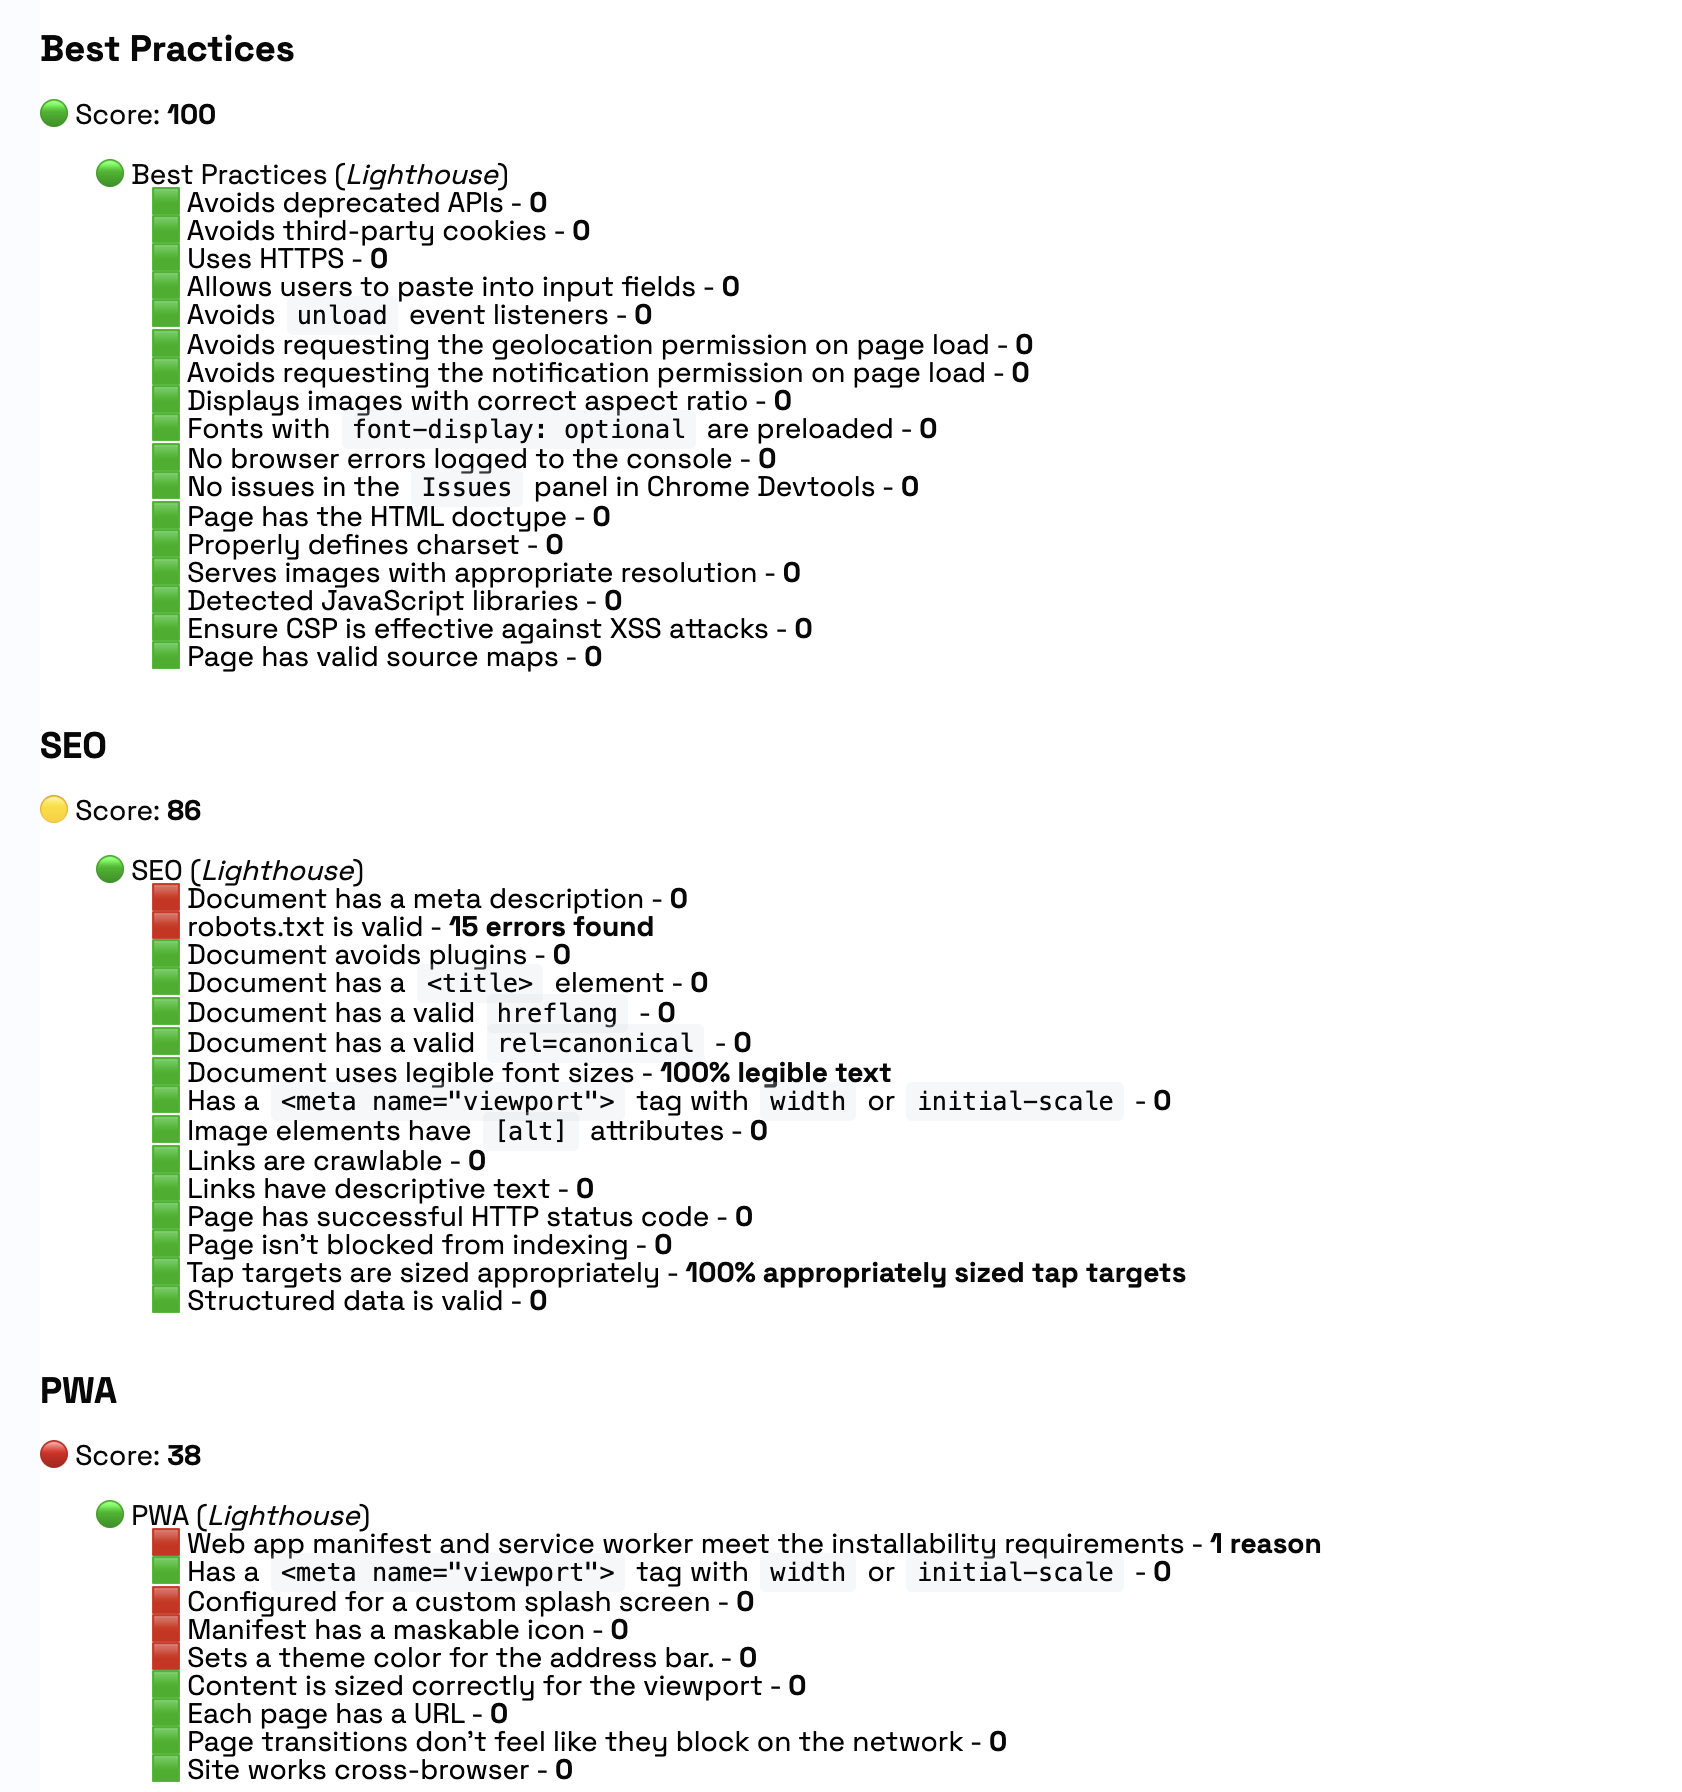 Best Practices
Score: 100
Best Practices (Lighthouse)
Avoids deprecated APIs - 0
Avoids third-party cookies - 0
Uses HTTPS - 0
Allows users to paste into input fields - 0
Avoids unload event listeners - 0
Avoids requesting the geolocation permission on page load - 0
Avoids requesting the notification permission on page load - 0
Displays images with correct aspect ratio - 0
Fonts with font-display: optional are preloaded - 0
No browser errors logged to the console - 0
No issues in the Issues panel in Chrome Devtools - 0
Page has the HTML doctype - 0
Properly defines charset - 0
Serves images with appropriate resolution - 0
Detected JavaScript libraries - 0
Ensure CSP is effective against XSS attacks - 0
Page has valid source maps - 0
SEO
Score: 86
SEO (Lighthouse)
Document has a meta description - 0
robots.txt is valid - 15 errors found
Document avoids plugins - 0
Document has a <title> element - 0
Document has a valid hreflang - 0
Document has a valid rel=canonical - 0
Document uses legible font sizes - 100% legible text
Has a <meta name="viewport"> tag with width or initial-scale - 0
Image elements have [alt] attributes - 0
Links are crawlable - 0
Links have descriptive text - 0
Page has successful HTTP status code - 0
Page isn't blocked from indexing - 0
Tap targets are sized appropriately - 100% appropriately sized tap targets
Structured data is valid - 0
PWA
Score: 38
PWA (Lighthouse)
Web app manifest and service worker meet the installability requirements - 1 reason
Has a <meta name="viewport"> tag with width or initial-scale - 0
Configured for a custom splash screen - 0
Manifest has a maskable icon - 0
Sets a theme color for the address bar. - 0
Content is sized correctly for the viewport - 0
Each page has a URL - 0
Page transitions don't feel like they block on the network - 0
Site works cross-browser - 0